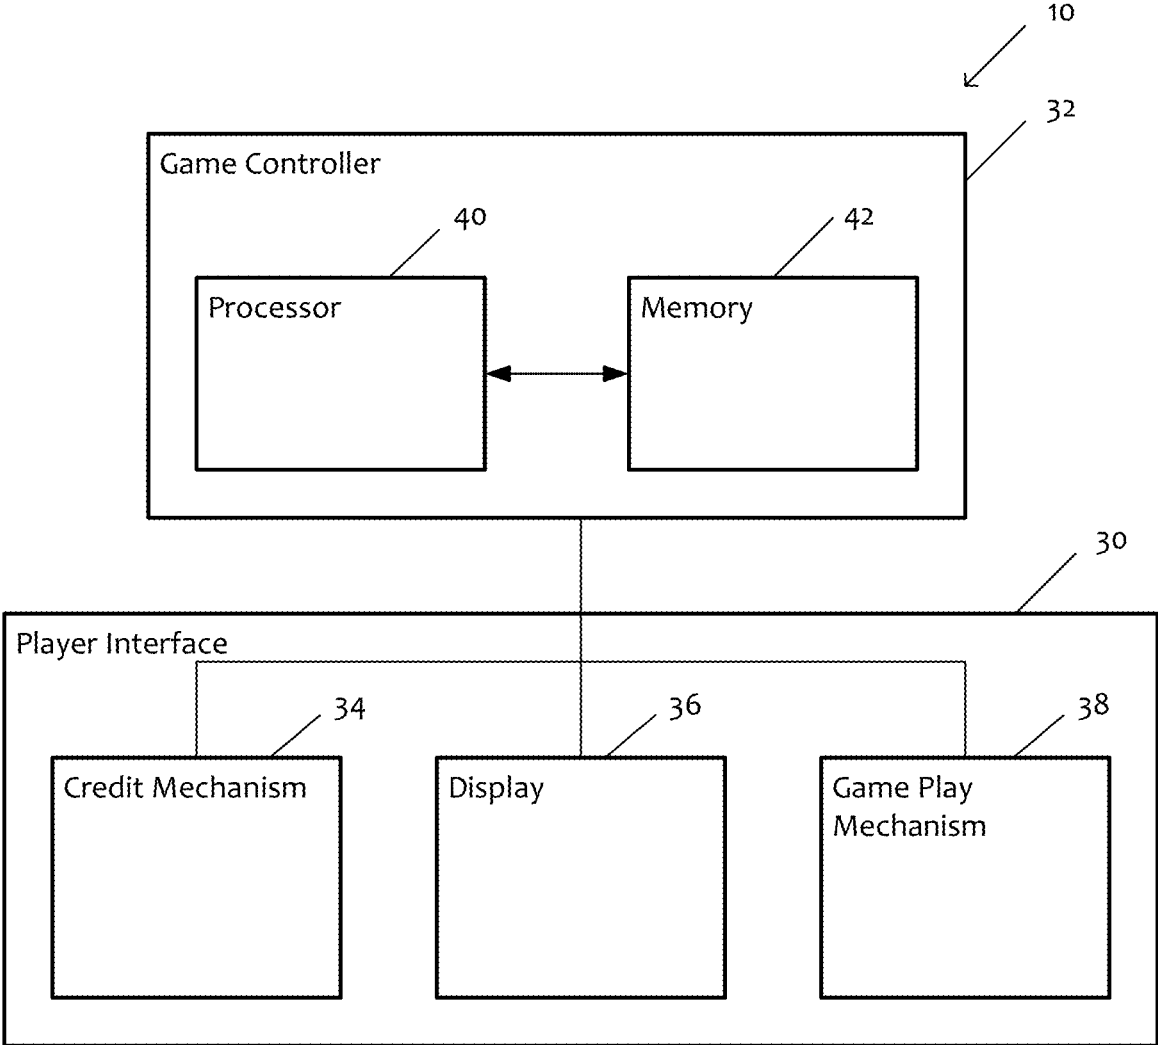 10
32
Game Controller
40
42
Processor
Memory
30
Player Interface
34
36
38
Credit Mechanism
Display
Game Play
Mechanism